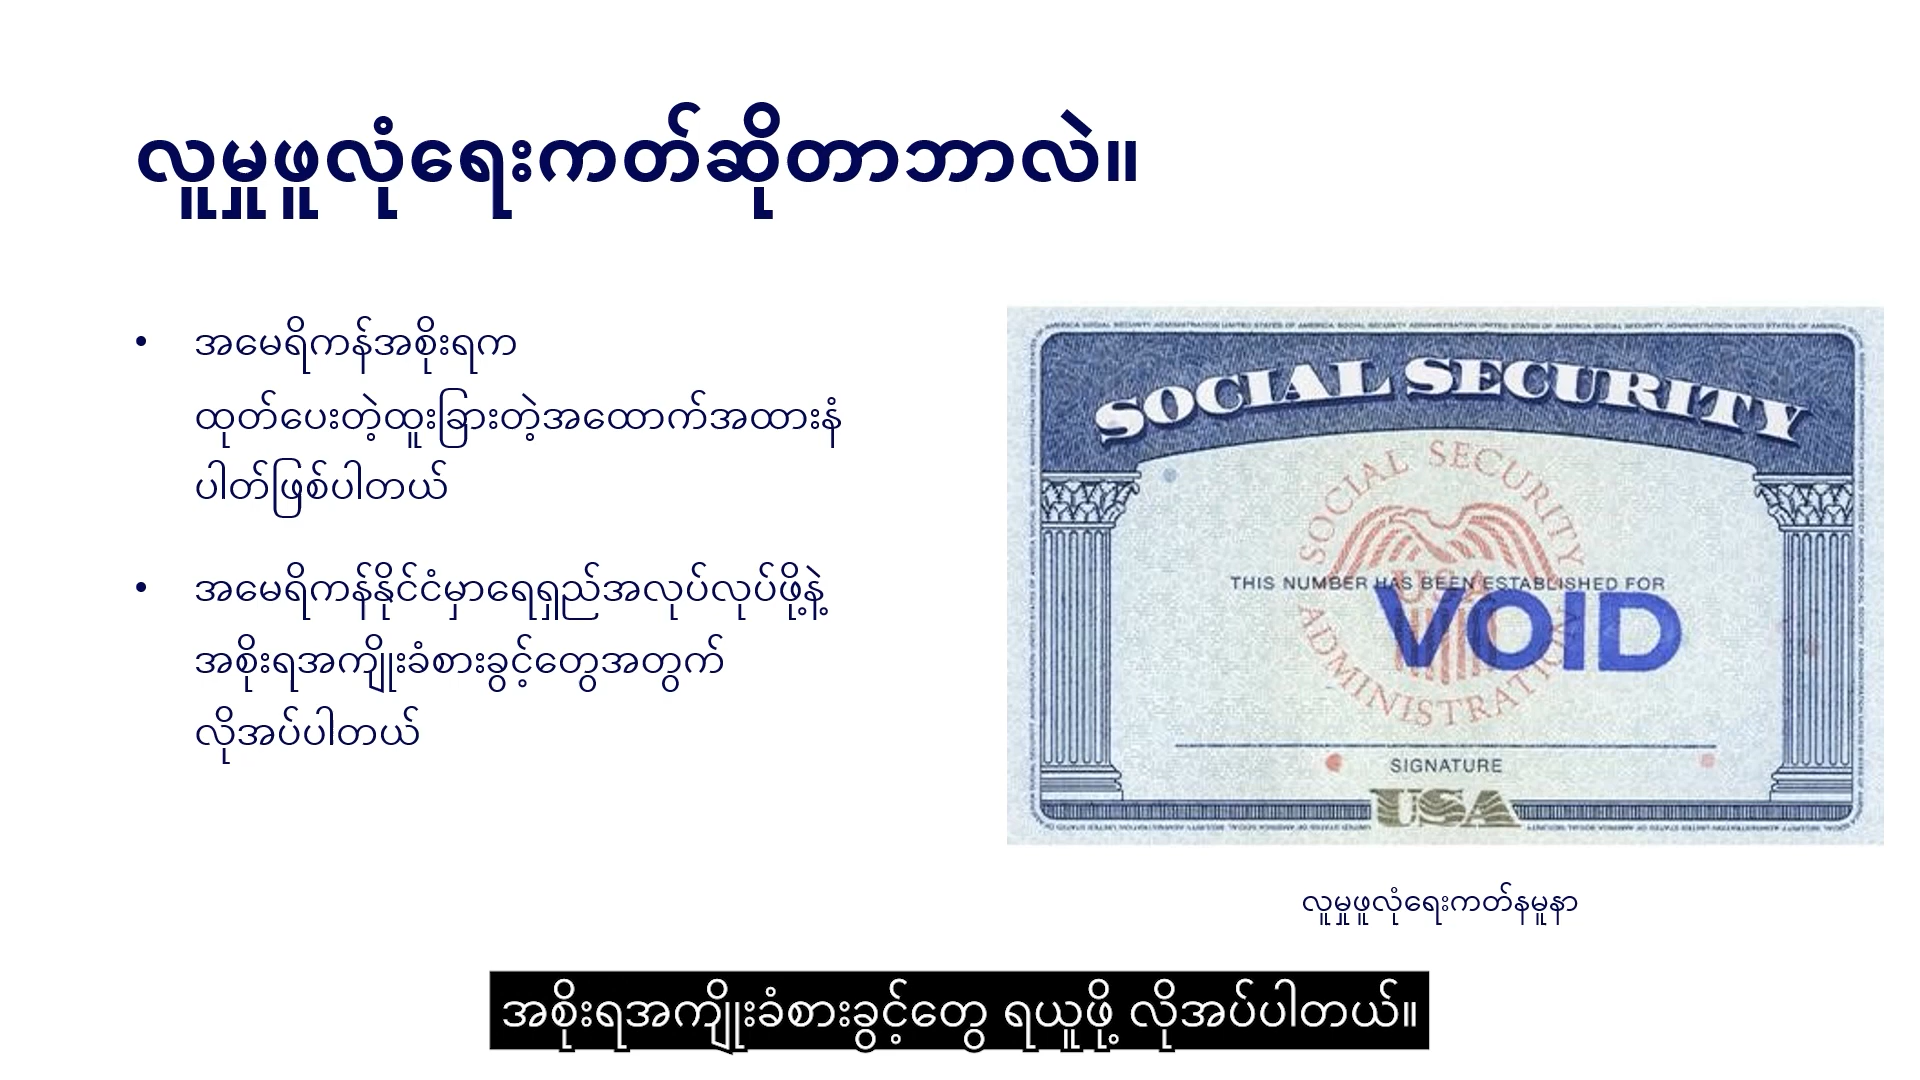 လူမှုဖူလုံရေးကတ်ဆိုတာဘာလဲ။
• အမေရိကန်အစိုးရက
ထုတ်ပေးတဲ့ထူးခြားတဲ့အထောက်အထားနံ
ပါတ်ဖြစ်ပါတယ်
• အမေရိကန်နိုင်ငံမှာရေရှည်အလုပ်လုပ်ဖို့နဲ့
အစိုးရအကျိုးခံစားခွင့်တွေအတွက်
လိုအပ်ပါတယ်
SOCIAL SECURITY
SOCIAL SECURITY
ADMINISTRATION
USA
THIS NUMBER HAS BEEN ESTABLISHED FOR
VOID
SIGNATURE
USA
လူမှုဖူလုံရေးကတ်နမူနာ
အစိုးရအကျိုးခံစားခွင့်တွေ ရယူဖို့ လိုအပ်ပါတယ်။